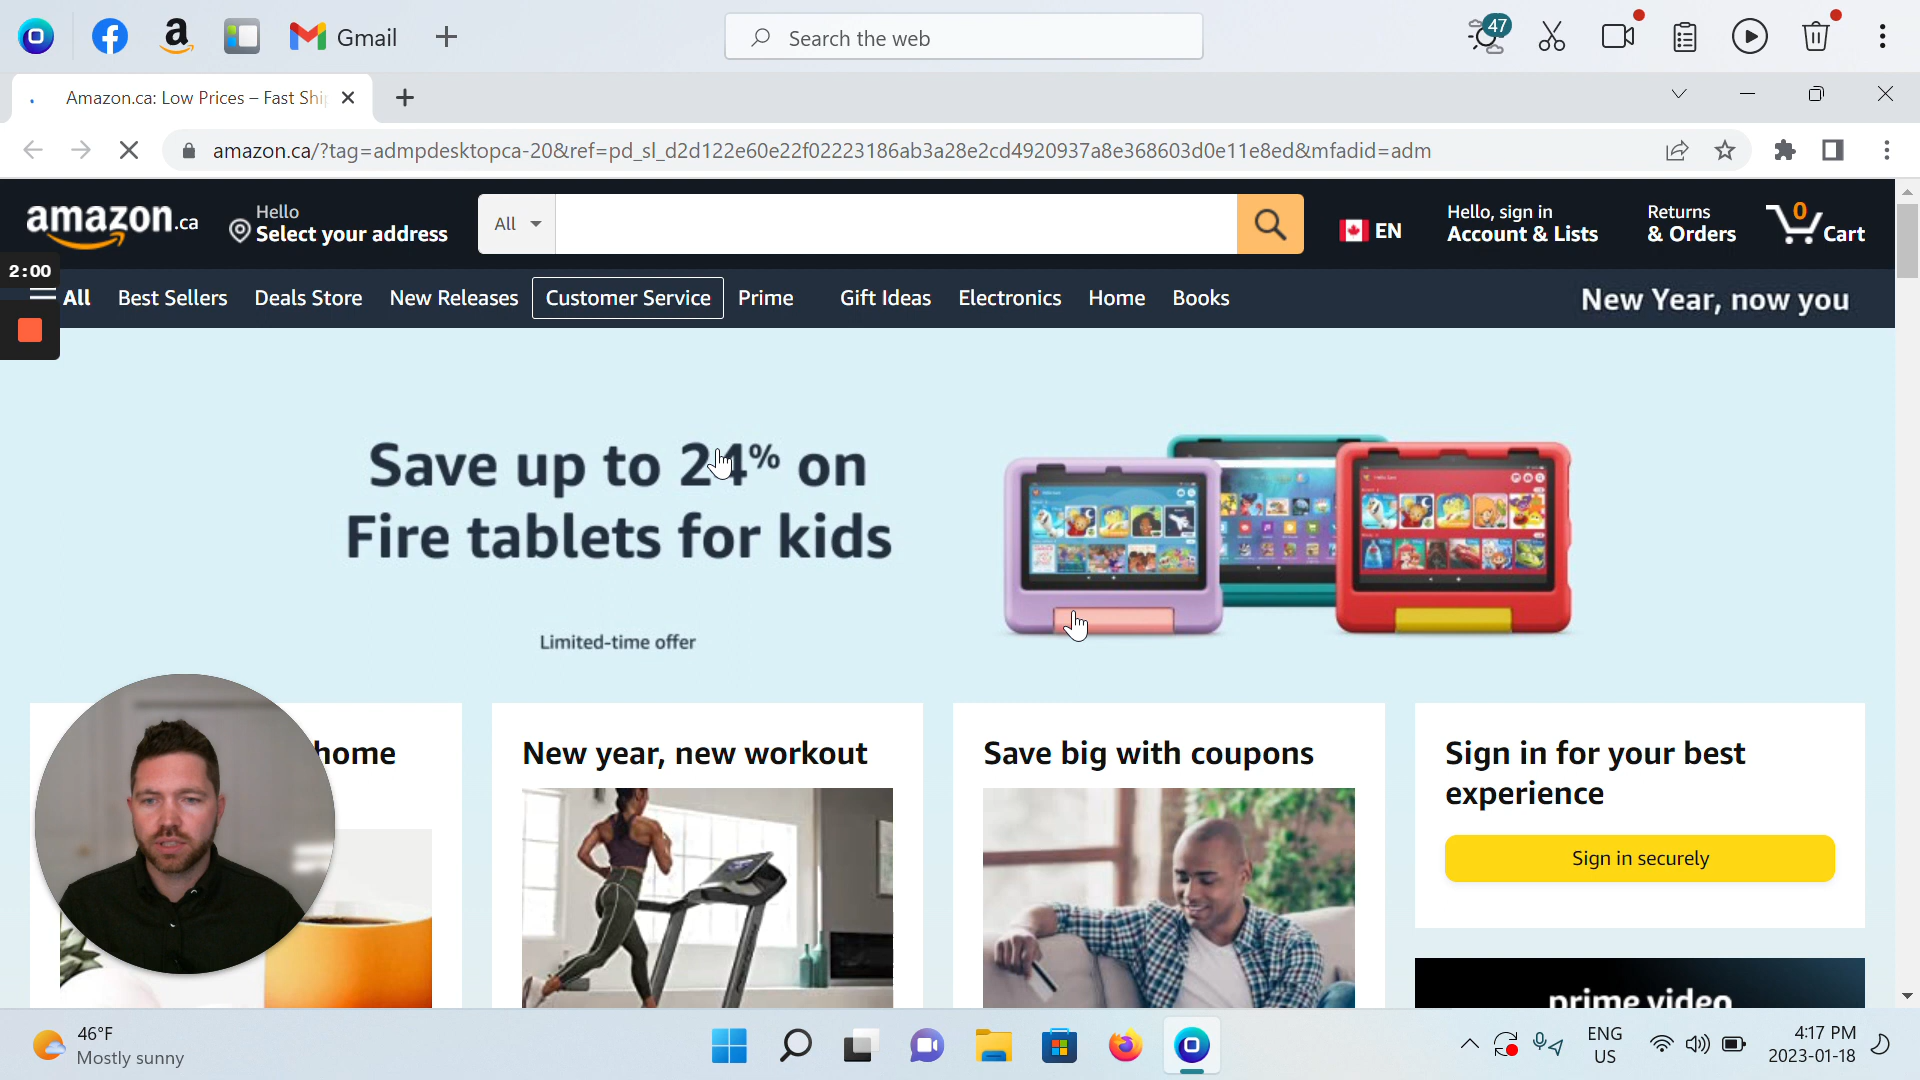 Gmail
Search the web
47
Amazon.ca: Low Prices – Fast Shi
amazon.ca/?tag=admpdesktopca-20&ref=pd_sl_d2d122e60e22f02223186ab3a28e2cd4920937a8e368603d0e11e8ed&mfadid=adm
amazon.ca
Hello
Select your address
All
EN
Hello, sign in
Account & Lists
Returns
& Orders
0
Cart
2:00
All
Best Sellers
Deals Store
New Releases
Customer Service
Prime
Gift Ideas
Electronics
Home
Books
New Year, now you
Save up to 24% on
Fire tablets for kids
Limited-time offer
home
New year, new workout
Save big with coupons
Sign in for your best
experience
Sign in securely
prime video
46°F
Mostly sunny
ENG
US
4:17 PM
2023-01-18